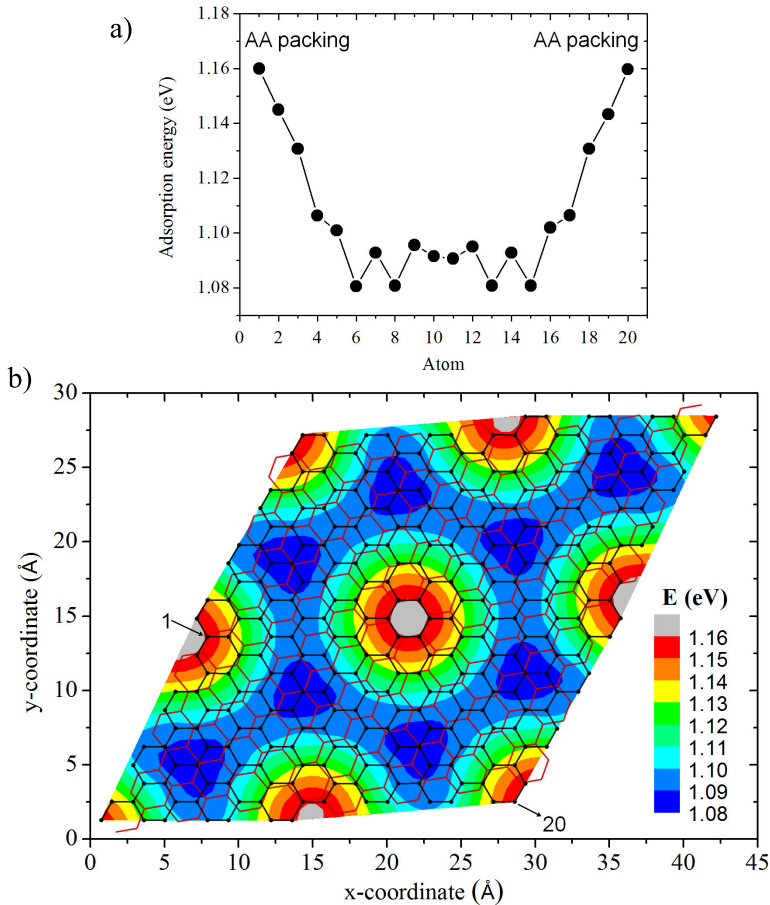 a)
1.18
AA packing
AA packing
1.16
1.14
1.12
1.10
1.08
Adsorption energy (eV)
0 2 4 6 8 10 12 14 16 18 20
Atom
b)
30
25
20
15
10
5
0
y-coordinate (Å)
1
20
E (eV)
1.16
1.15
1.14
1.13
1.12
1.11
1.10
1.09
1.08
0 5 10 15 20 25 30 35 40 45
x-coordinate (Å)